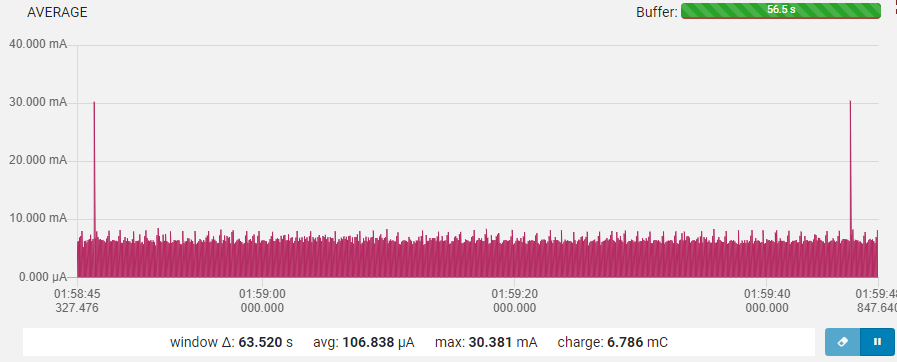 AVERAGE
Buffer: 56.5 s
40.000 mA
30.000 mA
20.000 mA
10.000 mA
0.000 µA
01:58:45 01:59:00 01:59:20 01:59:40 01:59:48
327.476 000.000 000.000 000.000 847.640
window Δ: 63.520 s avg: 106.838 µA max: 30.381 mA charge: 6.786 mC